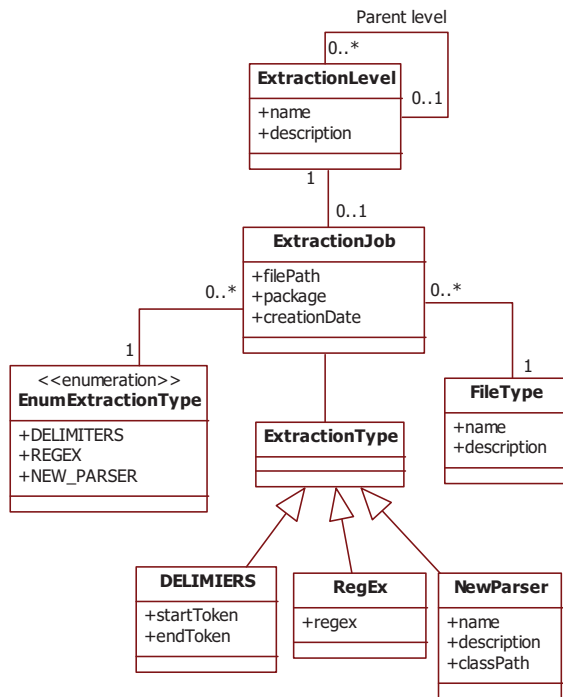 Parent level
0..*
ExtractionLevel
0..1
+name
+description
1
0..1
ExtractionJob
+filePath
0..*
0..*
+package
+creationDate
1
1
<<enumeration>>
EnumExtractionType
FileType
+DELIMITERS
+REGEX
+NEW_PARSER
ExtractionType
+name
+description
DELIMIERS
RegEx
NewParser
+startToken
+endToken
+regex
+name
+description
+classPath